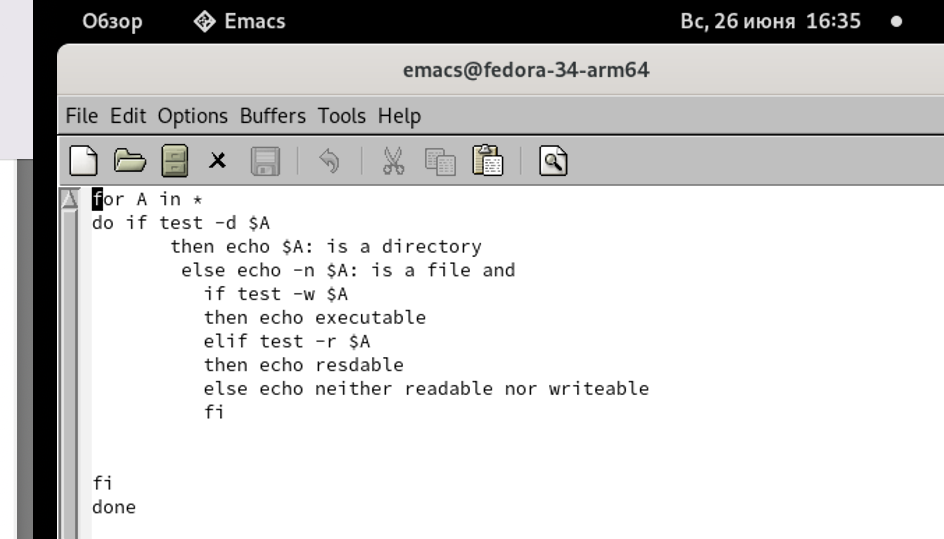 Обзор Emacs Вс, 26 июня 16:35
emacs@fedora-34-arm64
File Edit Options Buffers Tools Help
for A in *
do if test -d $A
then echo $A: is a directory
else echo -n $A: is a file and
if test -w $A
then echo executable
elif test -r $A
then echo resdable
else echo neither readable nor writeable
fi
fi
done